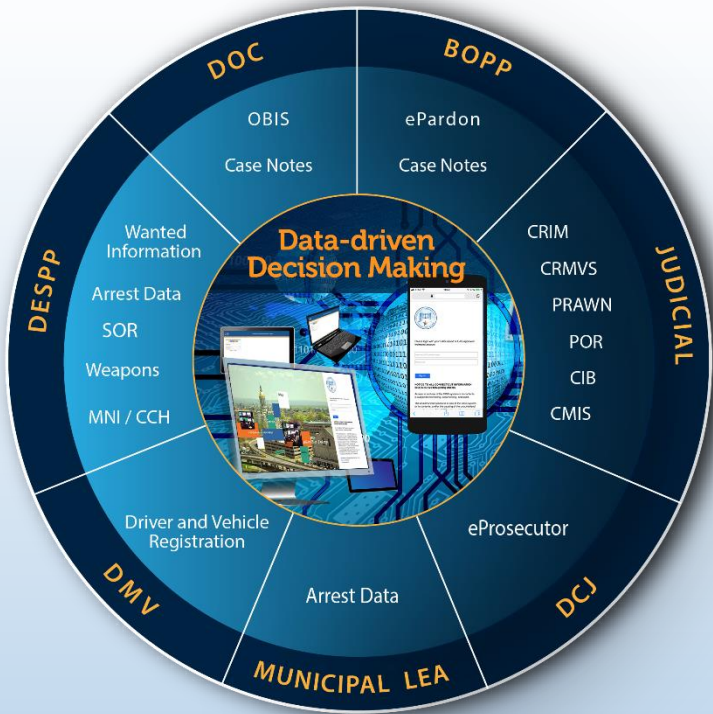 DOC
OBIS
Case Notes
BOPP
ePardon
Case Notes
JUDICIAL
CRIM
CRMVS
PRAWN
POR
CIB
CMIS
DCJ
eProsecutor
MUNICIPAL LEA
Arrest Data
DMV
Driver and Vehicle
Registration
DESPP
Wanted
Information
Arrest Data
SOR
Weapons
MNI / CCH
Data-driven
Decision Making